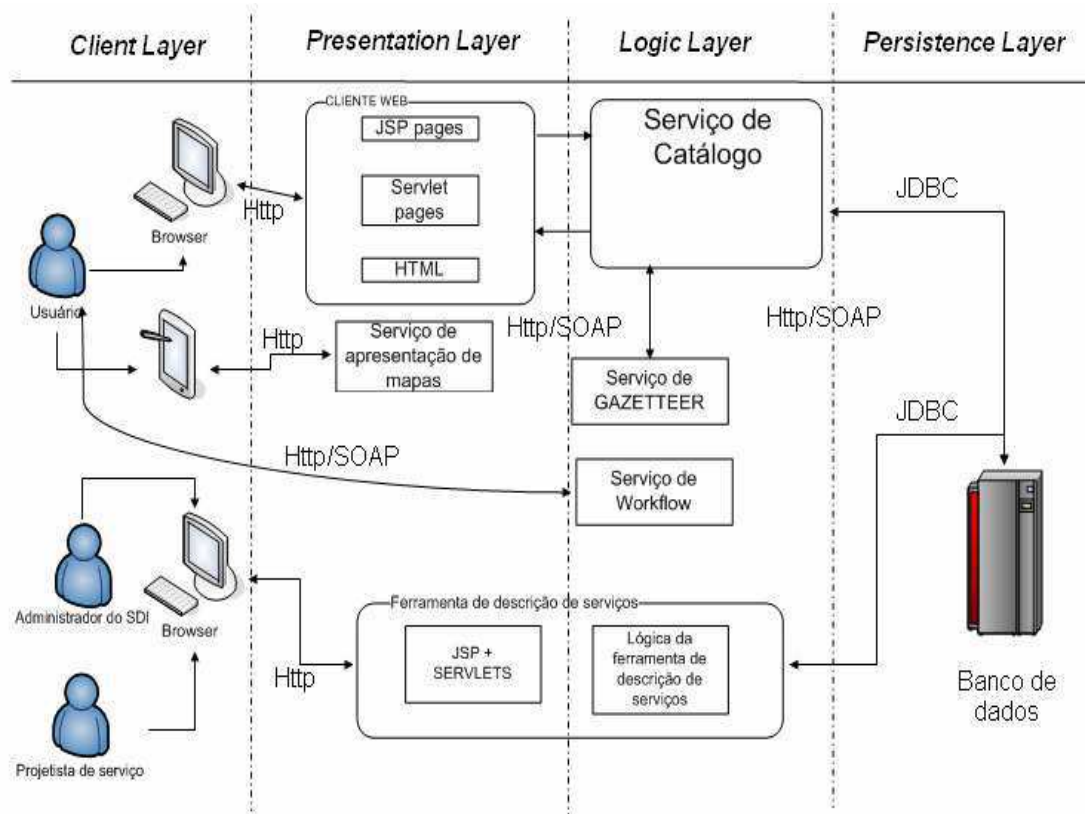 Client Layer
Presentation Layer
Logic Layer
Persistence Layer
CLIENTE WEB
JSP pages
Servlet
pages
HTML
Serviço de
Catálogo
JDBC
Http
Browser
Usuário
Http
Serviço de
apresentação de
mapas
Http/SOAP
Http/SOAP
Serviço de
GAZETTEER
JDBC
Http/SOAP
Serviço de
Workflow
Administrador do SDI
Browser
Http
Ferramenta de descrição de serviços
JSP +
SERVLETS
Lógica da
ferramenta de
descrição de
serviços
Banco de
dados
Projetista de serviço